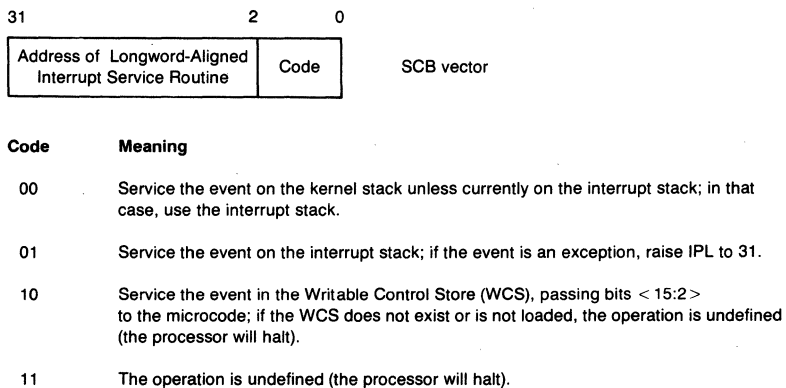 31 2 0
Address of Longword-Aligned
Interrupt Service Routine
Code
SCB vector
Code Meaning
00 Service the event on the kernel stack unless currently on the interrupt stack; in that
case, use the interrupt stack.
01 Service the event on the interrupt stack; if the event is an exception, raise IPL to 31.
10 Service the event in the Writable Control Store (WCS), passing bits < 15:2 >
to the microcode; if the WCS does not exist or is not loaded, the operation is undefined
(the processor will halt).
11 The operation is undefined (the processor will halt).